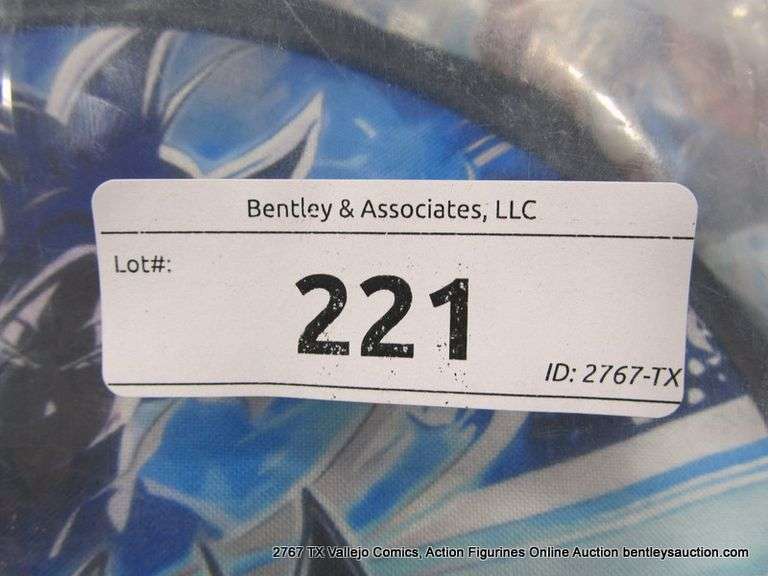 Bentley & Associates, LLC
Lot#:
221
ID: 2767-TX
2767 TX Vallejo Comics, Action Figurines Online Auction bentleysauction.com